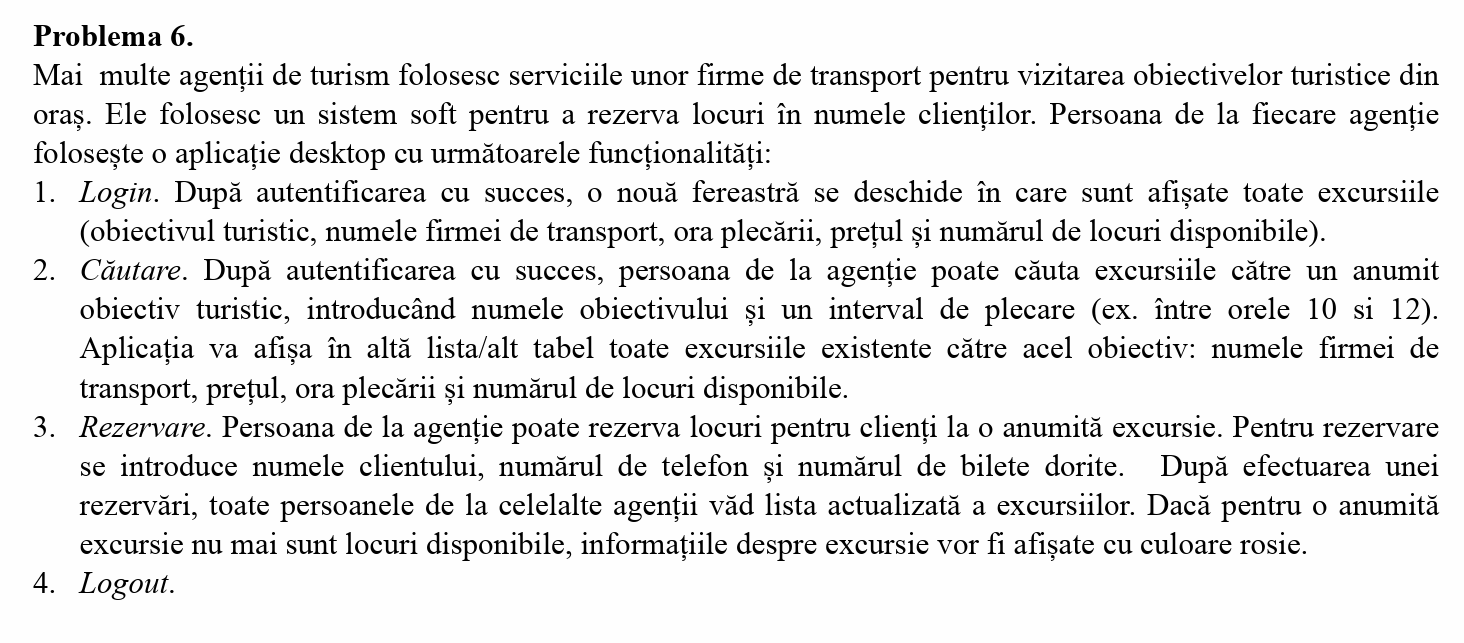 Problema 6.
Mai multe agenții de turism folosesc serviciile unor firme de transport pentru vizitarea obiectivelor turistice din
oraș. Ele folosesc un sistem soft pentru a rezerva locuri în numele clienților. Persoana de la fiecare agenție
folosește o aplicație desktop cu următoarele funcționalități:
1. Login. După autentificarea cu succes, o nouă fereastră se deschide în care sunt afișate toate excursiile
(obiectivul turistic, numele firmei de transport, ora plecării, prețul și numărul de locuri disponibile).
2. Căutare. După autentificarea cu succes, persoana de la agenție poate căuta excursiile către un anumit
obiectiv turistic, introducând numele obiectivului și un interval de plecare (ex. între orele 10 si 12).
Aplicația va afișa în altă lista/alt tabel toate excursiile existente către acel obiectiv: numele firmei de
transport, prețul, ora plecării și numărul de locuri disponibile.
3. Rezervare. Persoana de la agenție poate rezerva locuri pentru clienți la o anumită excursie. Pentru rezervare
se introduce numele clientului, numărul de telefon și numărul de bilete dorite. După efectuarea unei
rezervări, toate persoanele de la celelalte agenții văd lista actualizată a excursiilor. Dacă pentru o anumită
excursie nu mai sunt locuri disponibile, informațiile despre excursie vor fi afișate cu culoare rosie.
4. Logout.